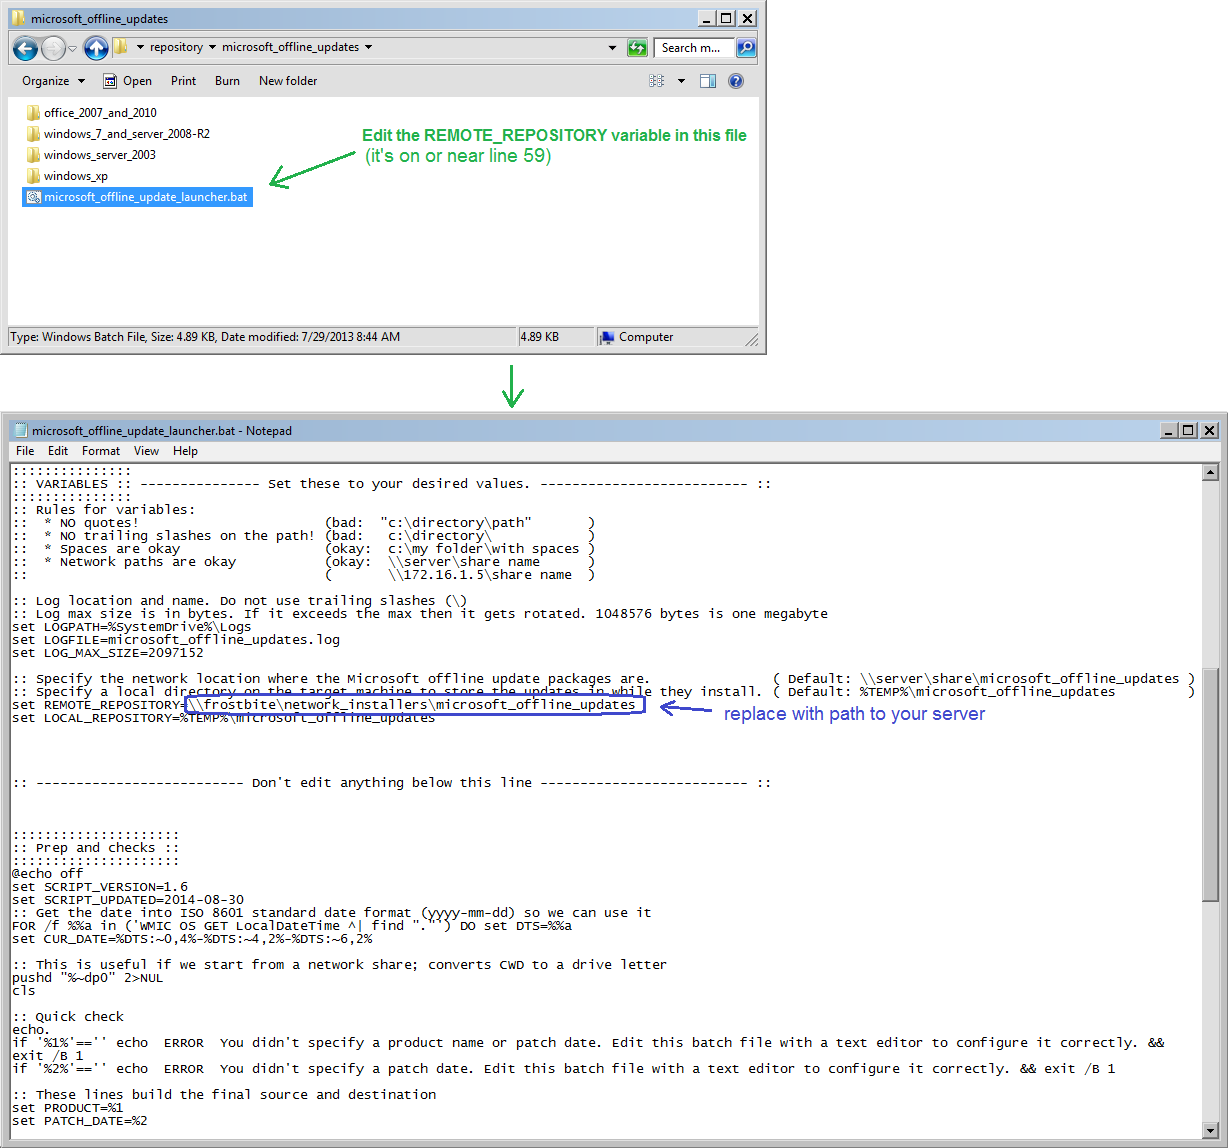 microsoft_offline_updates
repository microsoft_offline_updates Search m...
Organize Open Print Burn New folder
office_2007_and_2010
windows_7_and_server_2008-R2
windows_server_2003
windows_xp
microsoft_offline_update_launcher.bat
Edit the REMOTE_REPOSITORY variable in this file
(it's on or near line 59)
Type: Windows Batch File, Size: 4.89 KB, Date modified: 7/29/2013 8:44 AM 4.89 KB Computer
microsoft_offline_update_launcher.bat - Notepad
File Edit Format View Help
:::::::::::::::
:: VARIABLES :: --------------- Set these to your desired values. -------------------------- ::
:::::::::::::::
:: Rules for variables:
::  * NO quotes!                       (bad:  "c:\directory\path"       )
::  * NO trailing slashes on the path! (bad:   c:\directory\            )
::  * Spaces are okay                  (okay:  c:\my folder\with spaces )
::  * Network paths are okay           (okay:  \\server\share name      )
::                                     (       \\172.16.1.5\share name  )
:: Log location and name. Do not use trailing slashes (\)
:: Log max size is in bytes. If it exceeds the max then it gets rotated. 1048576 bytes is one megabyte
set LOGPATH=%SystemDrive%\Logs
set LOGFILE=microsoft_offline_updates.log
set LOG_MAX_SIZE=2097152
:: Specify the network location where the Microsoft offline update packages are.               ( Default: \\server\share\microsoft_offline_updates )
:: Specify a local directory on the target machine to store the updates in while they install. ( Default: %TEMP%\microsoft_offline_updates         )
set REMOTE_REPOSITORY=\\frostbite\network_installers\microsoft_offline_updates
set LOCAL_REPOSITORY=%TEMP%\microsoft_offline_updates
replace with path to your server
:: -------------------------- Don't edit anything below this line -------------------------- ::
:::::::::::::::::::::
:: Prep and checks ::
:::::::::::::::::::::
@echo off
set SCRIPT_VERSION=1.6
set SCRIPT_UPDATED=2014-08-30
:: Get the date into ISO 8601 standard date format (yyyy-mm-dd) so we can use it
FOR /f %%a in ('WMIC OS GET LocalDateTime ^| find "."') DO set DTS=%%a
set CUR_DATE=%DTS:~0,4%-%DTS:~4,2%-%DTS:~6,2%
:: This is useful if we start from a network share; converts CWD to a drive letter
pushd "%~dp0" 2>NUL
cls
:: Quick check
echo.
if '%1%'=='' echo  ERROR  You didn't specify a product name or patch date. Edit this batch file with a text editor to configure it correctly. &&
exit /B 1
if '%2%'=='' echo  ERROR  You didn't specify a patch date. Edit this batch file with a text editor to configure it correctly. && exit /B 1
:: These lines build the final source and destination
set PRODUCT=%1
set PATCH_DATE=%2